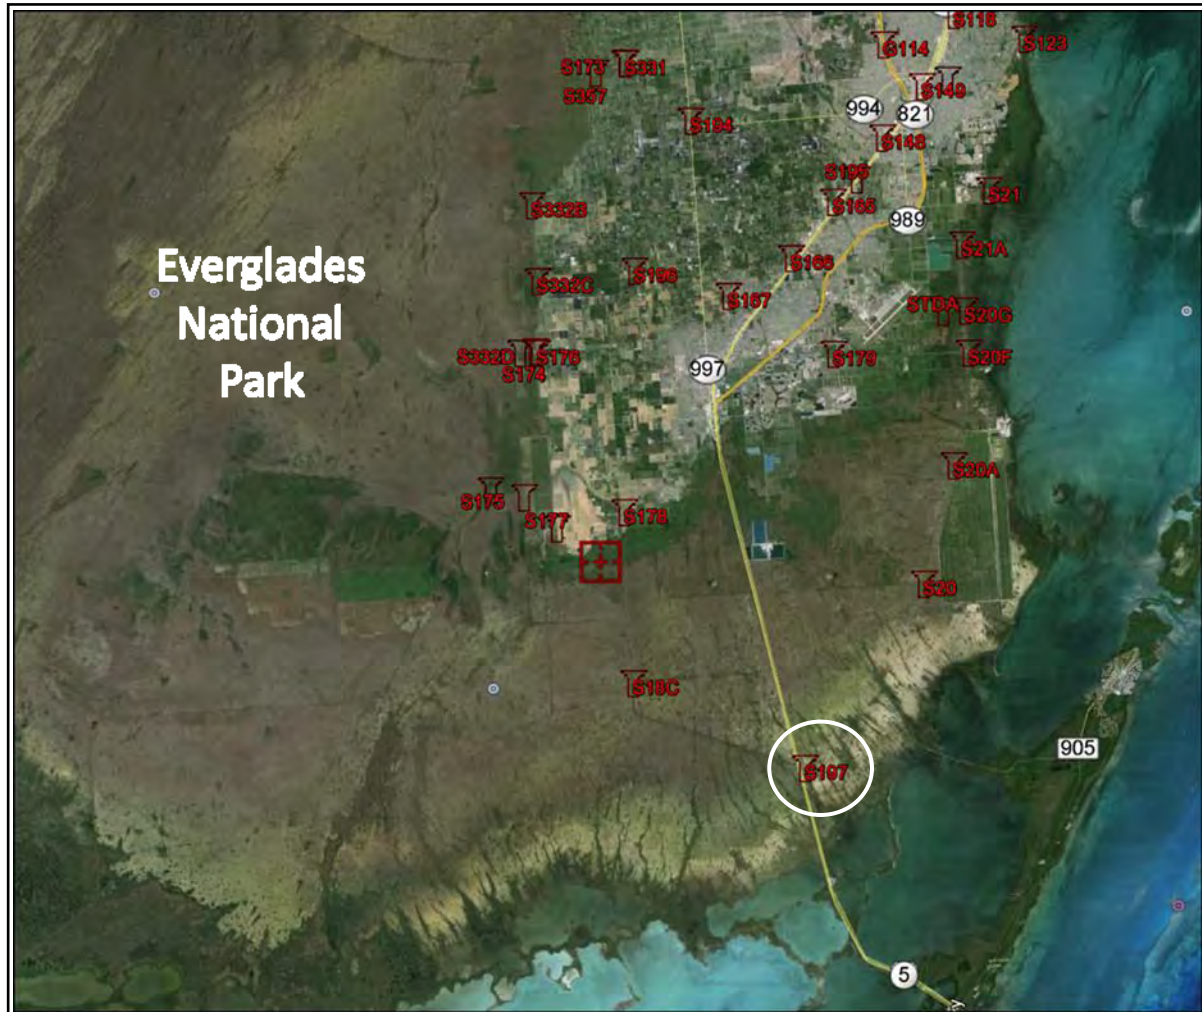 S118
G114
S123
S173
S331
S357
S149
994
821
S194
S148
S195
S165
S21
S332B
989
S21A
S166
S196
S332C
S167
STDA
S20G
Everglades
National
Park
S332D
S176
S174
S179
S20F
997
S20A
S175
S177
S178
S20
S18C
905
S197
5